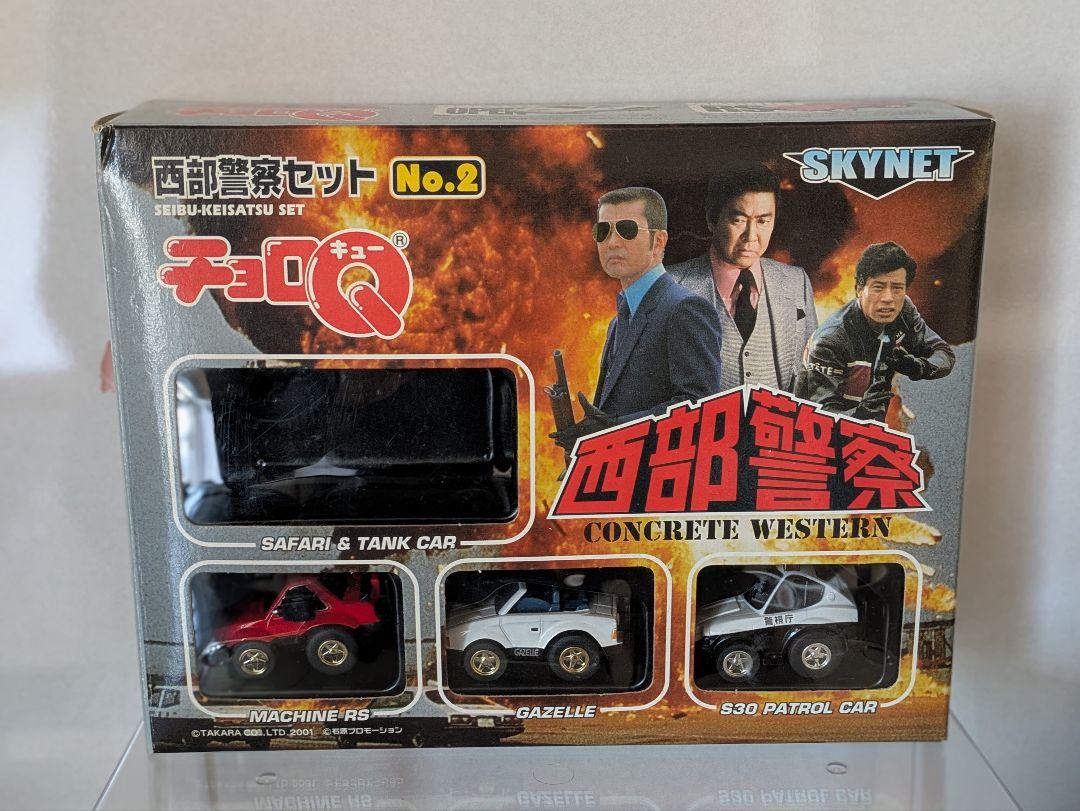 西部警察セット No.2
SEIBU-KEISATSU SET
チョロQ
キュー
®
SKYNET
西部警察
CONCRETE WESTERN
SAFARI & TANK CAR
GAZELLE
警視庁
MACHINE RS
GAZELLE
S30 PATROL CAR
©TAKARA CO.,LTD. 2001 ©石原プロモーション